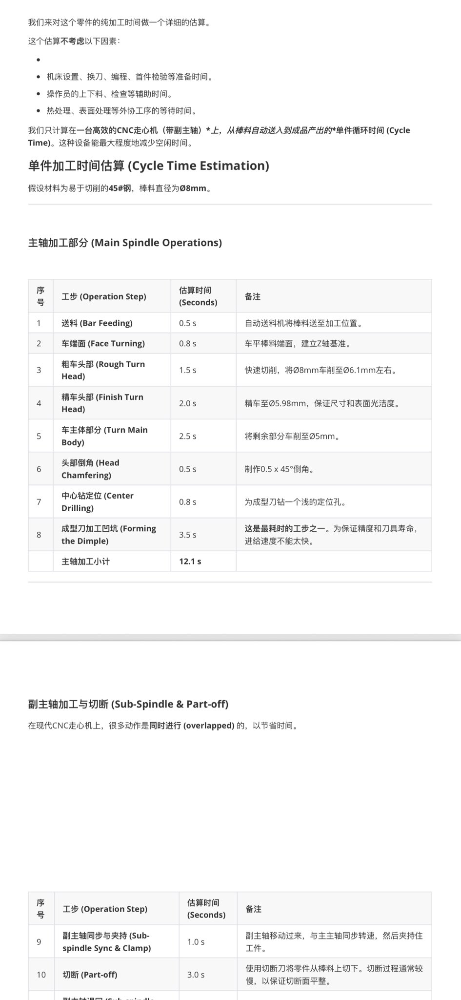 我们来对这个零件的纯加工时间做一个详细的估算。
这个估算不考虑以下因素：
机床设置、换刀、编程、首件检验等准备时间。
操作员的上下料、检查等辅助时间。
热处理、表面处理等外协工序的等待时间。
我们只计算在一台高效的CNC走心机（带副主轴）*上，从棒料自动送入到成品产出的*单件循环时间 (Cycle
Time)。这种设备能最大程度地减少空闲时间。
单件加工时间估算 (Cycle Time Estimation)
假设材料为易于切削的45#钢，棒料直径为Ø8mm。
主轴加工部分 (Main Spindle Operations)
序
号
工步 (Operation Step)
估算时间
(Seconds)
备注
1
送料 (Bar Feeding)
0.5 s
自动送料机将棒料送至加工位置。
2
车端面 (Face Turning)
0.8 s
车平棒料端面，建立Z轴基准。
3
粗车头部 (Rough Turn
Head)
1.5 s
快速切削，将Ø8mm车削至Ø6.1mm左右。
4
精车头部 (Finish Turn
Head)
2.0 s
精车至Ø5.98mm，保证尺寸和表面光洁度。
5
车主体部分 (Turn Main
Body)
2.5 s
将剩余部分车削至Ø5mm。
6
头部倒角 (Head
Chamfering)
0.5 s
制作0.5 x 45°倒角。
7
中心钻定位 (Center
Drilling)
0.8 s
为成型刀钻一个浅的定位孔。
8
成型刀加工凹坑 (Forming
the Dimple)
3.5 s
这是最耗时的工步之一。为保证精度和刀具寿命，
进给速度不能太快。
主轴加工小计
12.1 s
副主轴加工与切断 (Sub-Spindle & Part-off)
在现代CNC走心机上，很多动作是同时进行 (overlapped) 的，以节省时间。
序
号
工步 (Operation Step)
估算时间
(Seconds)
备注
9
副主轴同步与夹持 (Sub-
spindle Sync & Clamp)
1.0 s
副主轴移动过来，与主主轴同步转速，然后夹持住
工件。
10
切断 (Part-off)
3.0 s
使用切断刀将零件从棒料上切下。切断过程通常较
慢，以保证切断面平整。